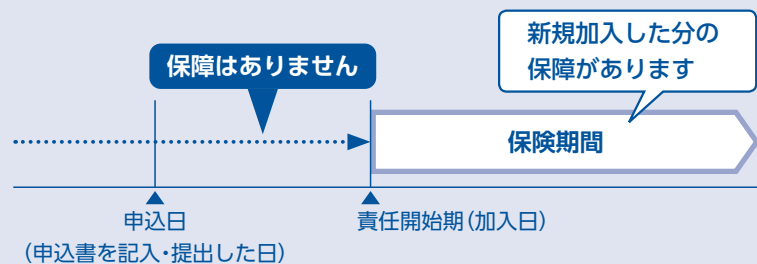 保障はありません
新規加入した分の
保障があります
保険期間
申込日
(申込書を記入・提出した日)
責任開始期(加入日)